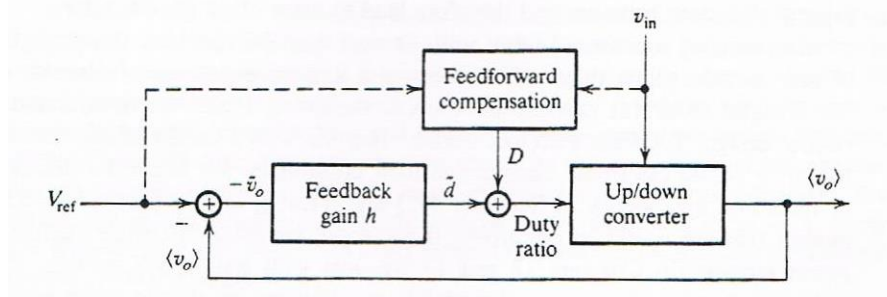 v_in
Feedforward
compensation
D
V_ref
−
−ṽ_o
Feedback
gain h
d̃
Duty
ratio
Up/down
converter
⟨v_o⟩
⟨v_o⟩